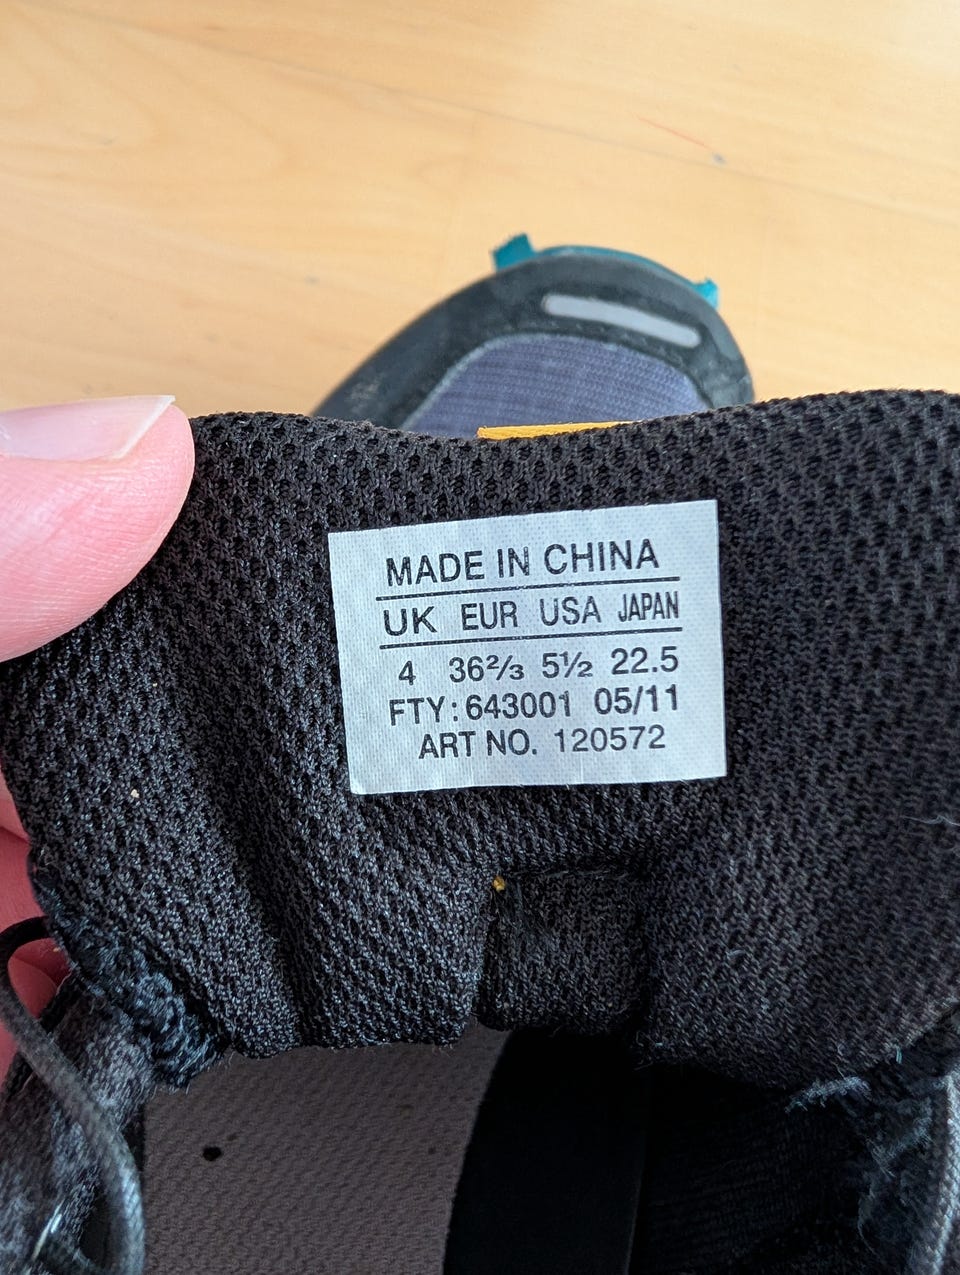 MADE IN CHINA
UK EUR USA JAPAN
4 36⅔ 5½ 22.5
FTY: 643001 05/11
ART NO. 120572